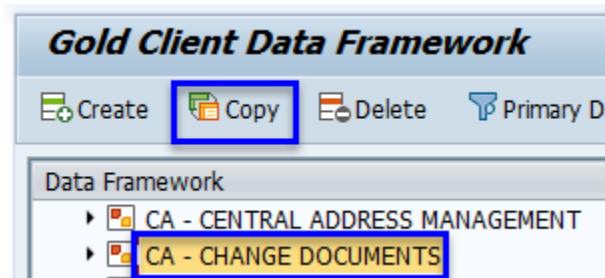 Gold Client Data Framework
Create Copy Delete Primary D
Data Framework
CA - CENTRAL ADDRESS MANAGEMENT
CA - CHANGE DOCUMENTS